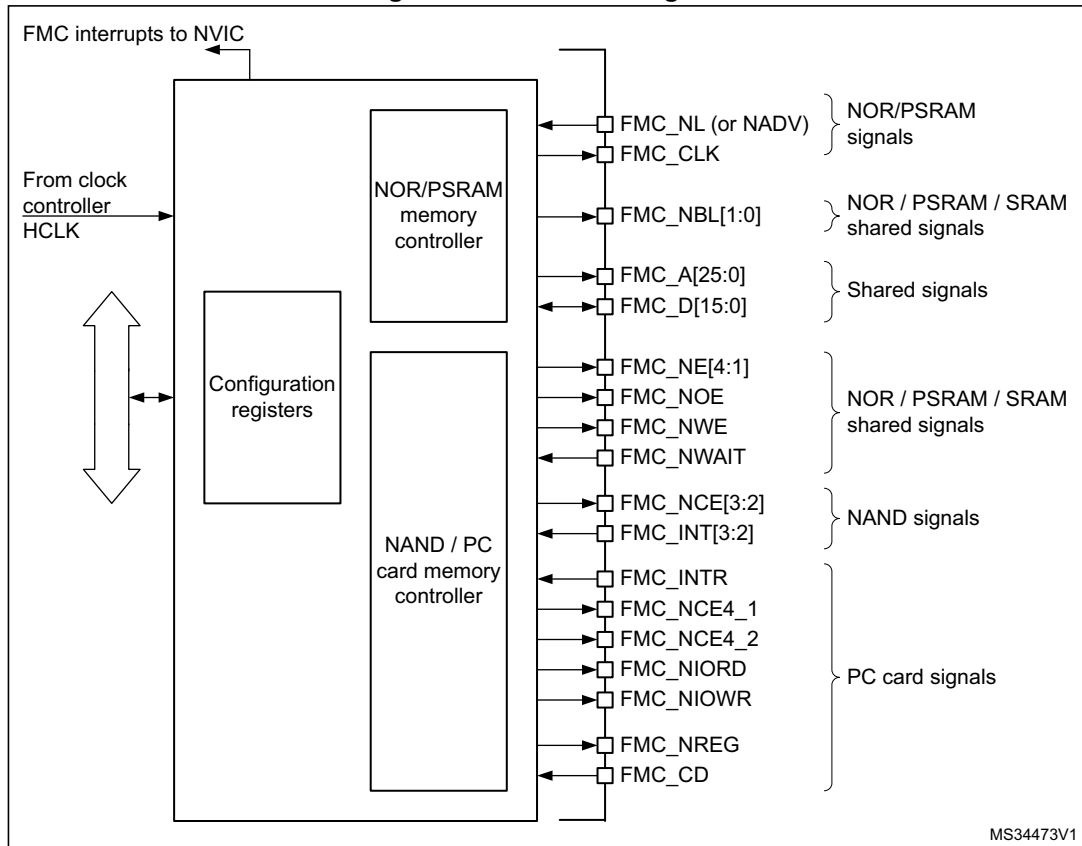 FMC interrupts to NVIC
From clock
controller
HCLK
Configuration
registers
NOR/PSRAM
memory
controller
NAND / PC
card memory
controller
FMC_NL (or NADV)
FMC_CLK
FMC_NBL[1:0]
FMC_A[25:0]
FMC_D[15:0]
FMC_NE[4:1]
FMC_NOE
FMC_NWE
FMC_NWAIT
FMC_NCE[3:2]
FMC_INT[3:2]
FMC_INTR
FMC_NCE4_1
FMC_NCE4_2
FMC_NIORD
FMC_NIOWR
FMC_NREG
FMC_CD
NOR/PSRAM
signals
NOR / PSRAM / SRAM
shared signals
Shared signals
NOR / PSRAM / SRAM
shared signals
NAND signals
PC card signals
MS34473V1